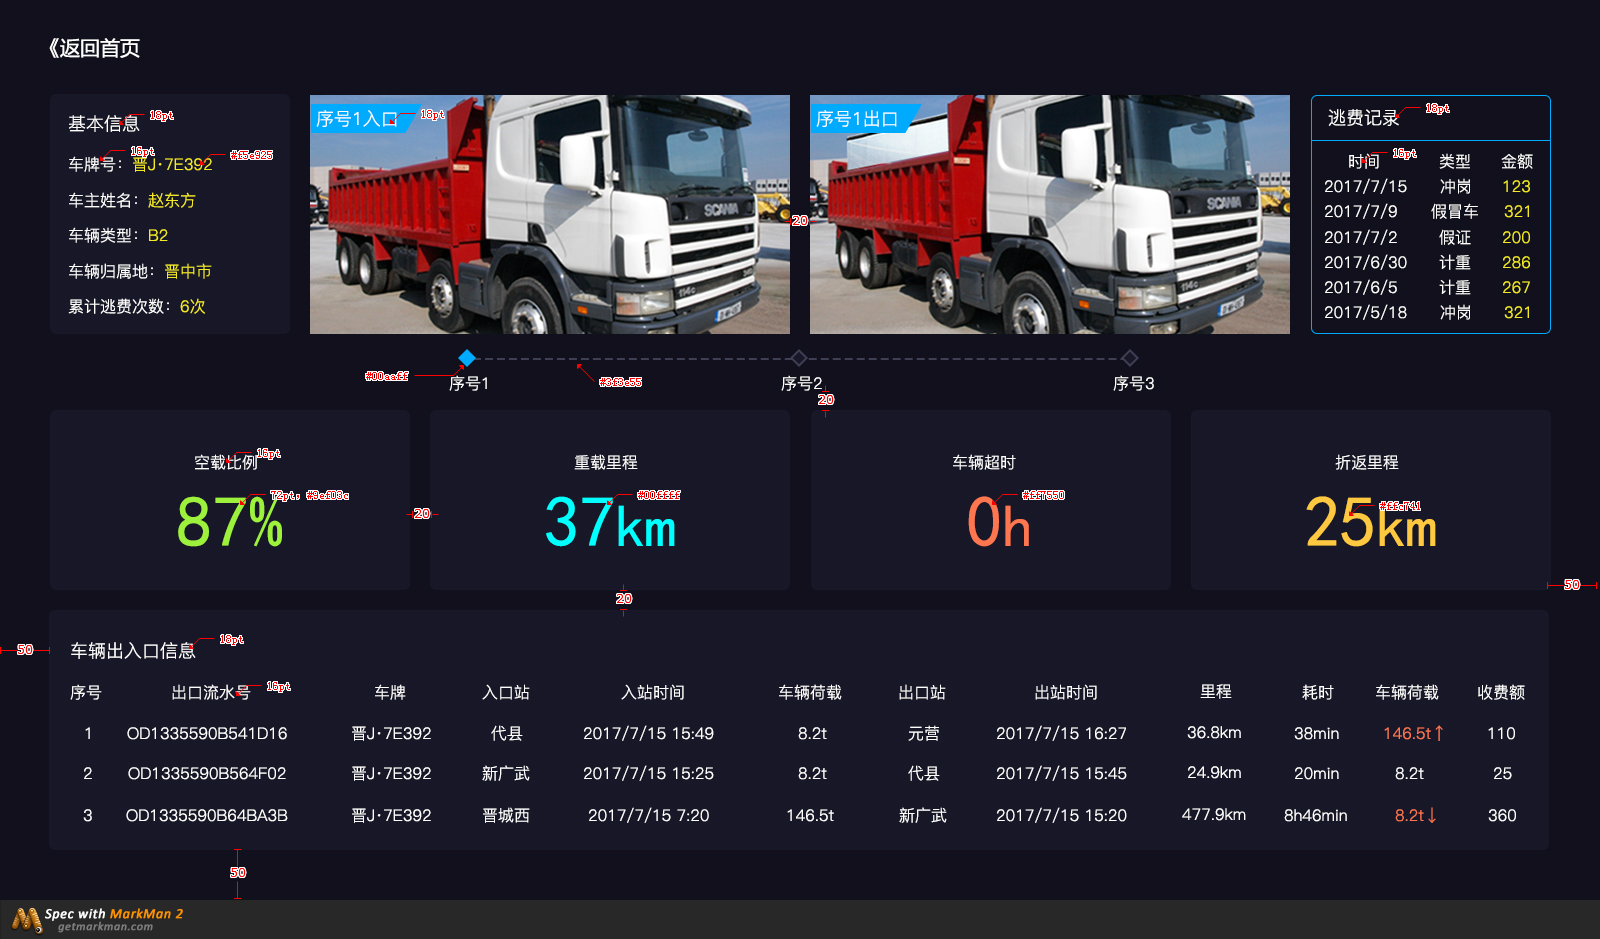 《返回首页
基本信息
18pt
车牌号：晋J·7E392
16pt
#f5e925
车主姓名：赵东方
车辆类型：B2
车辆归属地：晋中市
累计逃费次数：6次
序号1入口
18pt
SCANIA
114c
20
序号1出口
SCANIA
114c
逃费记录
18pt
时间 类型 金额
16pt
2017/7/15 冲岗 123
2017/7/9 假冒车 321
2017/7/2 假证 200
2017/6/30 计重 286
2017/6/5 计重 267
2017/5/18 冲岗 321
#00aaff
#3f3c55
序号1 序号2 序号3
20
空载比例
16pt
87%
72pt，#9ef03c
20
重载里程
37km
#00ffff
车辆超时
0h
#ff7550
折返里程
25km
#ffc741
50
20
50
车辆出入口信息
18pt
序号 出口流水号 车牌 入口站 入站时间 车辆荷载 出口站 出站时间 里程 耗时 车辆荷载 收费额
16pt
1 OD1335590B541D16 晋J·7E392 代县 2017/7/15 15:49 8.2t 元营 2017/7/15 16:27 36.8km 38min 146.5t↑ 110
2 OD1335590B564F02 晋J·7E392 新广武 2017/7/15 15:25 8.2t 代县 2017/7/15 15:45 24.9km 20min 8.2t 25
3 OD1335590B64BA3B 晋J·7E392 晋城西 2017/7/15 7:20 146.5t 新广武 2017/7/15 15:20 477.9km 8h46min 8.2t↓ 360
50
Spec with MarkMan 2
getmarkman.com